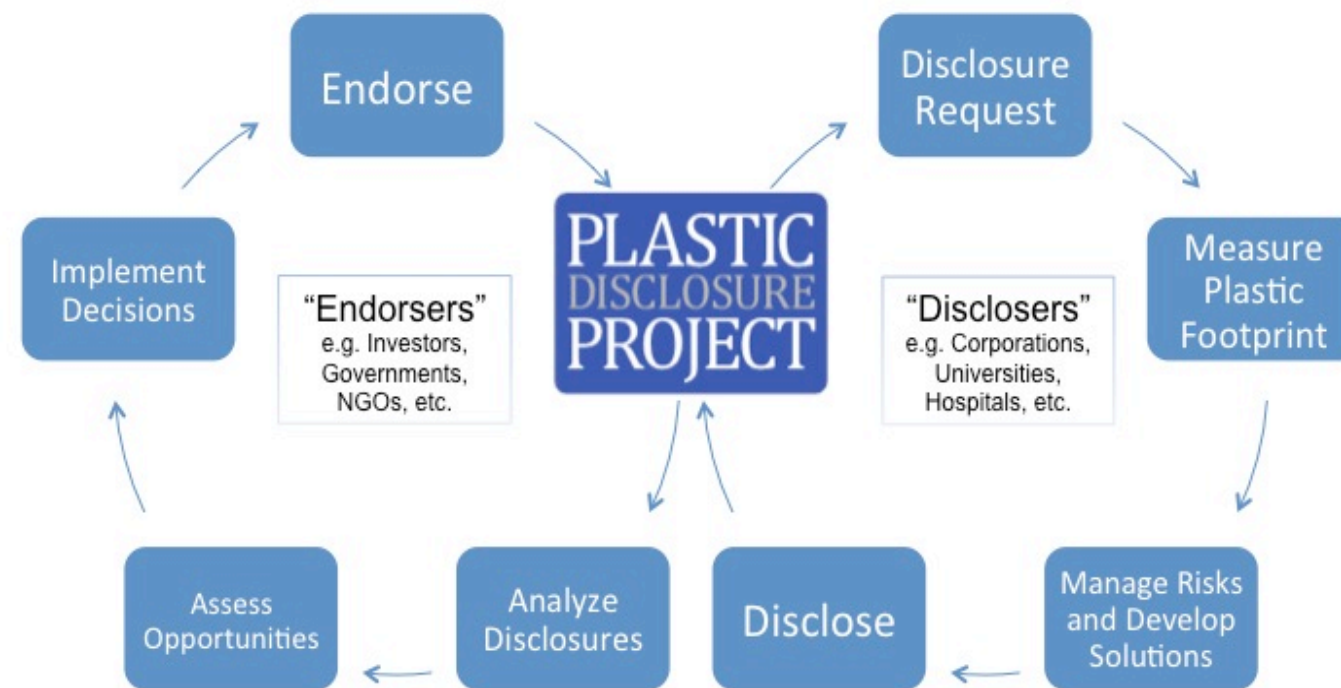 Endorse
Disclosure
Request
PLASTIC
DISCLOSURE
PROJECT
Implement
Decisions
“Endorsers”
e.g. Investors,
Governments,
NGOs, etc.
“Disclosers”
e.g. Corporations,
Universities,
Hospitals, etc.
Measure
Plastic
Footprint
Assess
Opportunities
Analyze
Disclosures
Disclose
Manage Risks
and Develop
Solutions